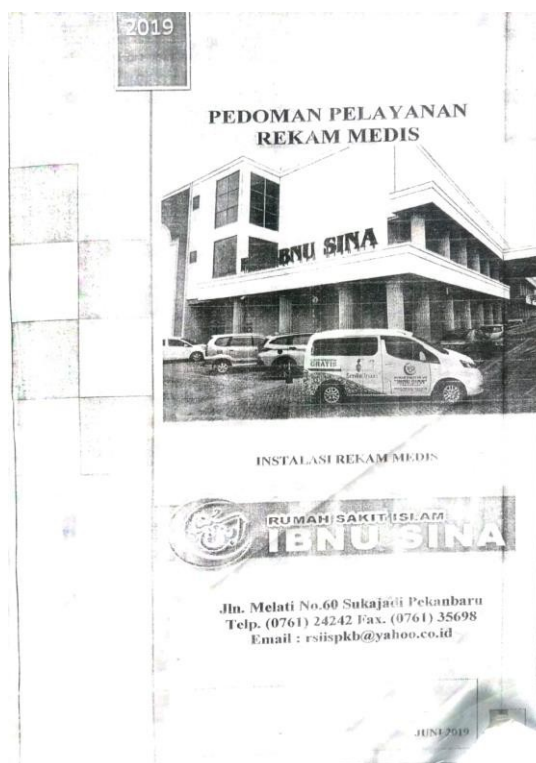 2019
PEDOMAN PELAYANAN
REKAM MEDIS
IBNU SINA
GRATIS
INSTALASI REKAM MEDIS
RUMAH SAKIT ISLAM
IBNU SINA
Jln. Melati No.60 Sukajadi Pekanbaru
Telp. (0761) 24242 Fax. (0761) 35698
Email : rsiispkb@yahoo.co.id
JUNI 2019